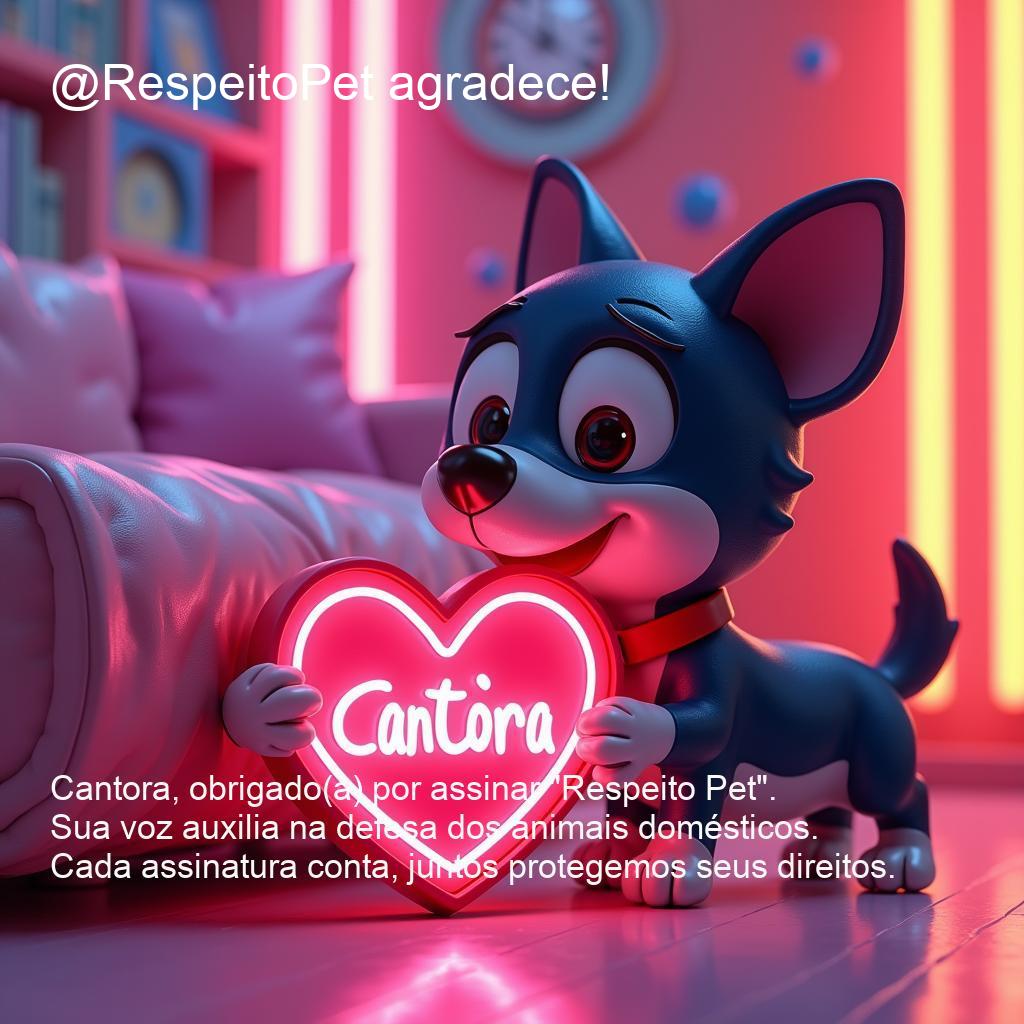 @RespeitoPet agradece!
Cantora
Cantora, obrigado(a) por assinar "Respeito Pet".
Sua voz auxilia na defesa dos animais domésticos.
Cada assinatura conta, juntos protegemos seus direitos.